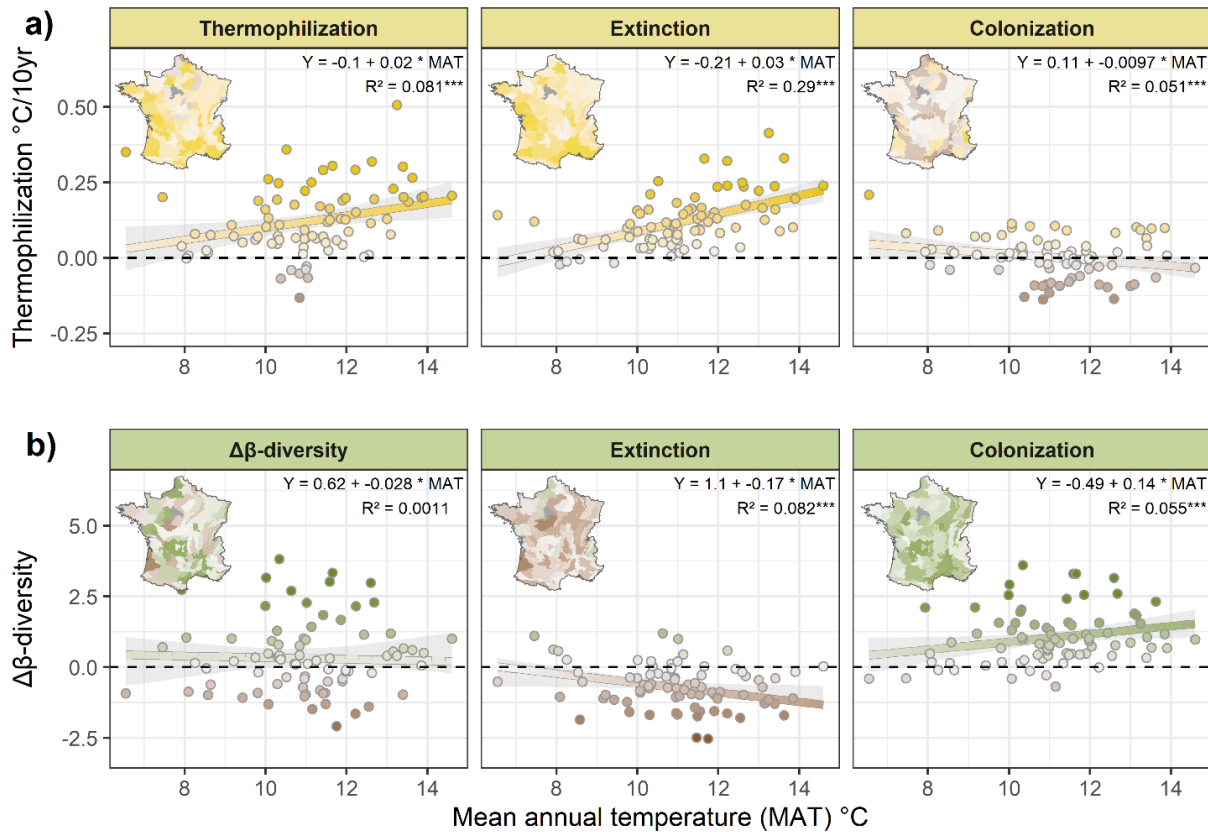 a)
Thermophilization
Extinction
Colonization
Y = -0.1 + 0.02 * MAT
R² = 0.081***
Y = -0.21 + 0.03 * MAT
R² = 0.29***
Y = 0.11 + -0.0097 * MAT
R² = 0.051***
Thermophilization °C/10yr
0.50
0.25
0.00
-0.25
8
10
12
14
8
10
12
14
8
10
12
14
b)
Δβ-diversity
Extinction
Colonization
Y = 0.62 + -0.028 * MAT
R² = 0.0011
Y = 1.1 + -0.17 * MAT
R² = 0.082***
Y = -0.49 + 0.14 * MAT
R² = 0.055***
Δβ-diversity
5.0
2.5
0.0
-2.5
8
10
12
14
8
10
12
14
8
10
12
14
Mean annual temperature (MAT) °C